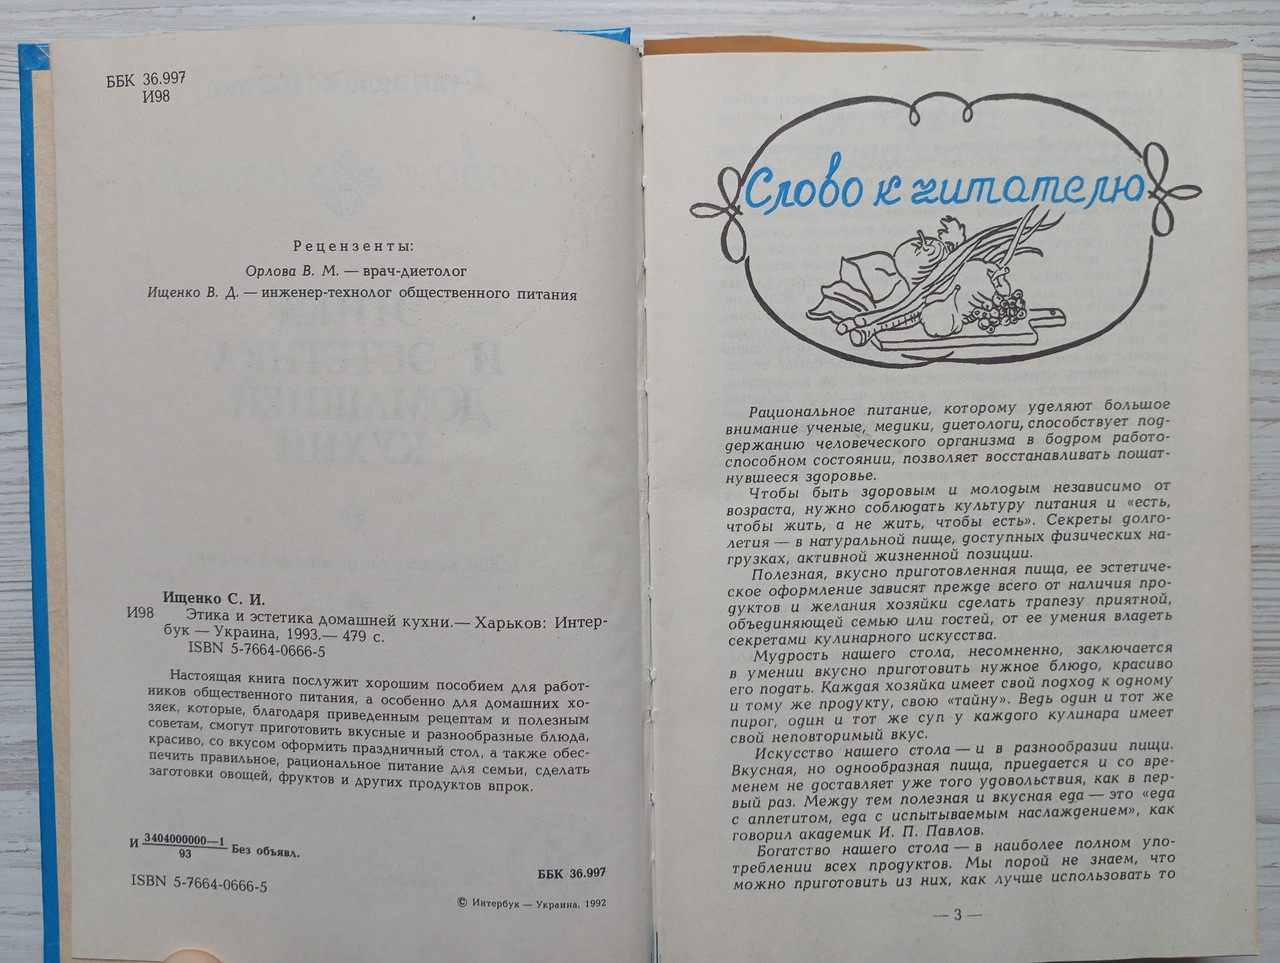 ББК 36.997
И98
Рецензенты:
Орлова В. М. — врач-диетолог
Ищенко В. Д. — инженер-технолог общественного питания
Ищенко С. И.
И98 Этика и эстетика домашней кухни.— Харьков: Интер-
бук — Украина, 1993.— 479 с.
ISBN 5-7664-0666-5
Настоящая книга послужит хорошим пособием для работ-
ников общественного питания, а особенно для домашних хо-
зяек, которые, благодаря приведенным рецептам и полезным
советам, смогут приготовить вкусные и разнообразные блюда,
красиво, со вкусом оформить праздничный стол, а также обес-
печить правильное, рациональное питание для семьи, сделать
заготовки овощей, фруктов и других продуктов впрок.
И 3404000000—1
93 Без объявл.
ISBN 5-7664-0666-5
ББК 36.997
© Интербук — Украина, 1992
Слово к читателю
Рациональное питание, которому уделяют большое
внимание ученые, медики, диетологи, способствует под-
держанию человеческого организма в бодром работо-
способном состоянии, позволяет восстанавливать пошат-
нувшееся здоровье.
Чтобы быть здоровым и молодым независимо от
возраста, нужно соблюдать культуру питания и «есть,
чтобы жить, а не жить, чтобы есть». Секреты долго-
летия — в натуральной пище, доступных физических на-
грузках, активной жизненной позиции.
Полезная, вкусно приготовленная пища, ее эстетиче-
ское оформление зависят прежде всего от наличия про-
дуктов и желания хозяйки сделать трапезу приятной,
объединяющей семью или гостей, от ее умения владеть
секретами кулинарного искусства.
Мудрость нашего стола, несомненно, заключается
в умении вкусно приготовить нужное блюдо, красиво
его подать. Каждая хозяйка имеет свой подход к одному
и тому же продукту, свою «тайну». Ведь один и тот же
пирог, один и тот же суп у каждого кулинара имеет
свой неповторимый вкус.
Искусство нашего стола — и в разнообразии пищи.
Вкусная, но однообразная пища, приедается и со вре-
менем не доставляет уже того удовольствия, как в пер-
вый раз. Между тем полезная и вкусная еда — это «еда
с аппетитом, еда с испытываемым наслаждением», как
говорил академик И. П. Павлов.
Богатство нашего стола — в наиболее полном упо-
треблении всех продуктов. Мы порой не знаем, что
можно приготовить из них, как лучше использовать то
— 3 —